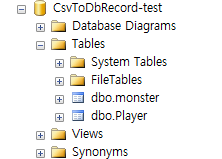 CsvToDbRecord-test
Database Diagrams
Tables
System Tables
FileTables
dbo.monster
dbo.Player
Views
Synonyms